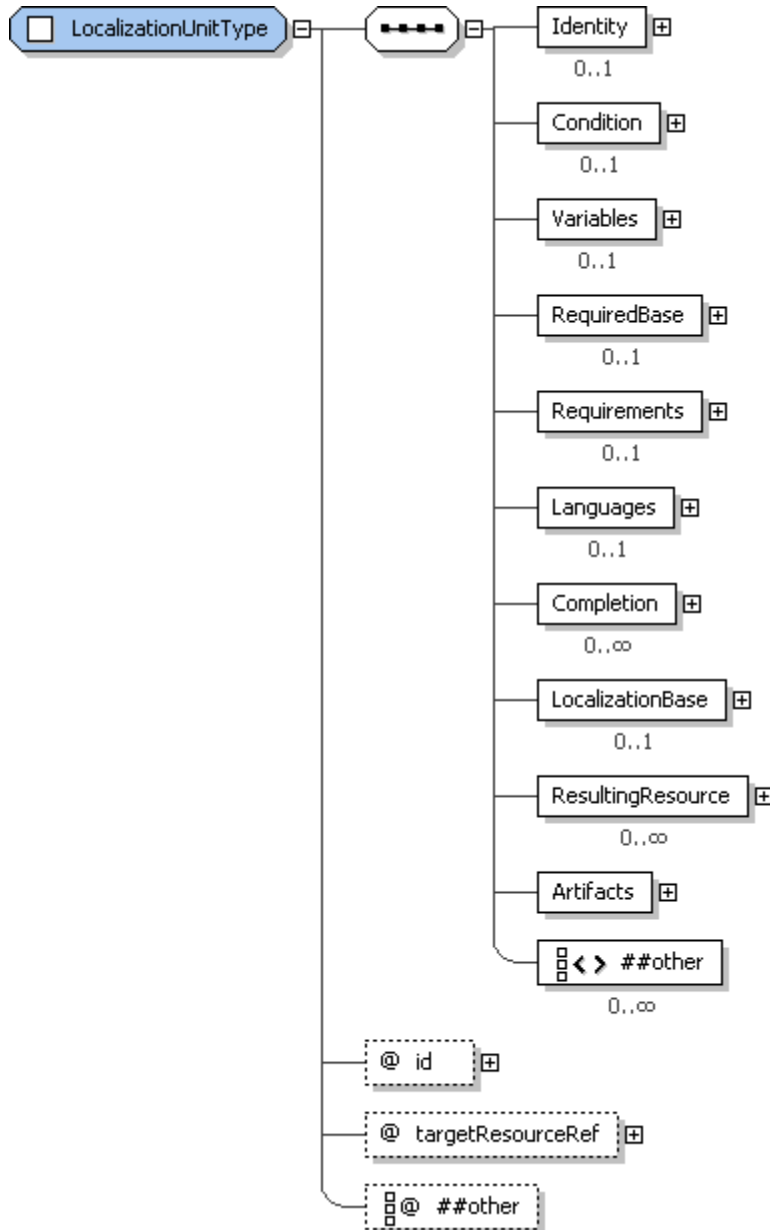 LocalizationUnitType
Identity
0..1
Condition
0..1
Variables
0..1
RequiredBase
0..1
Requirements
0..1
Languages
0..1
Completion
0..∞
LocalizationBase
0..1
ResultingResource
0..∞
Artifacts
<> ##other
0..∞
@ id
@ targetResourceRef
@ ##other